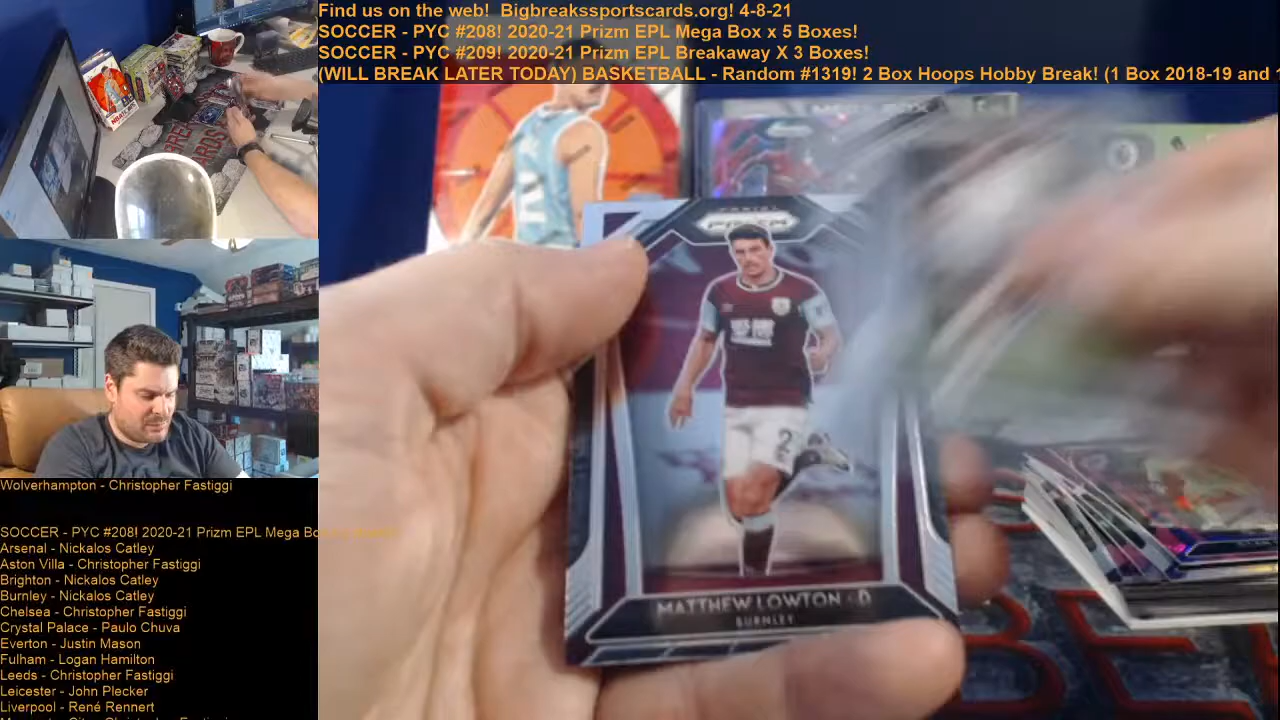 Find us on the web!  Bigbreakssportscards.org! 4-8-21
SOCCER - PYC #208! 2020-21 Prizm EPL Mega Box x 5 Boxes!
SOCCER - PYC #209! 2020-21 Prizm EPL Breakaway X 3 Boxes!
(WILL BREAK LATER TODAY) BASKETBALL - Random #1319! 2 Box Hoops Hobby Break! (1 Box 2018-19 and 1
PANINI
PRIZM
2
MATTHEW LOWTON - D
BURNLEY
Wolverhampton - Christopher Fastiggi
SOCCER - PYC #208! 2020-21 Prizm EPL Mega Bo
Arsenal - Nickalos Catley
Aston Villa - Christopher Fastiggi
Brighton - Nickalos Catley
Burnley - Nickalos Catley
Chelsea - Christopher Fastiggi
Crystal Palace - Paulo Chuva
Everton - Justin Mason
Fulham - Logan Hamilton
Leeds - Christopher Fastiggi
Leicester - John Plecker
Liverpool - René Rennert